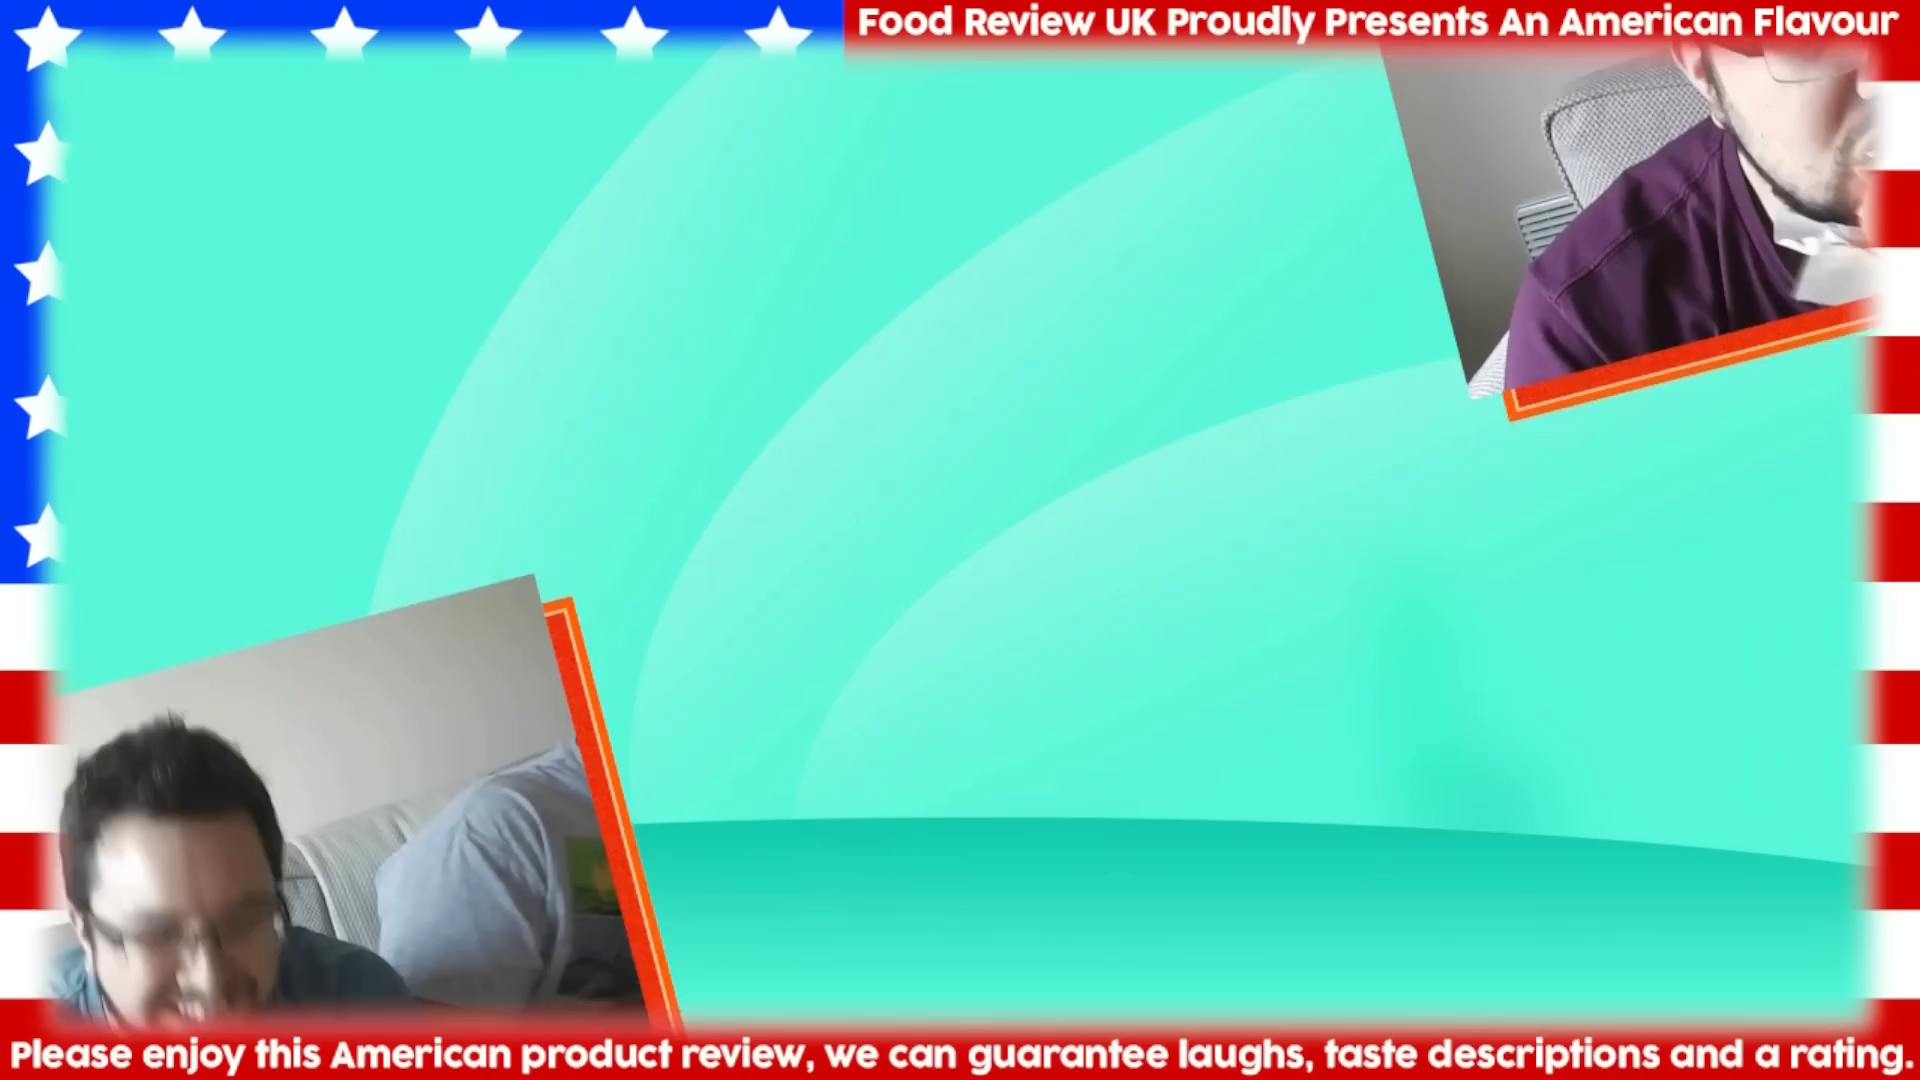 Food Review UK Proudly Presents An American Flavour
Please enjoy this American product review, we can guarantee laughs, taste descriptions and a rating.